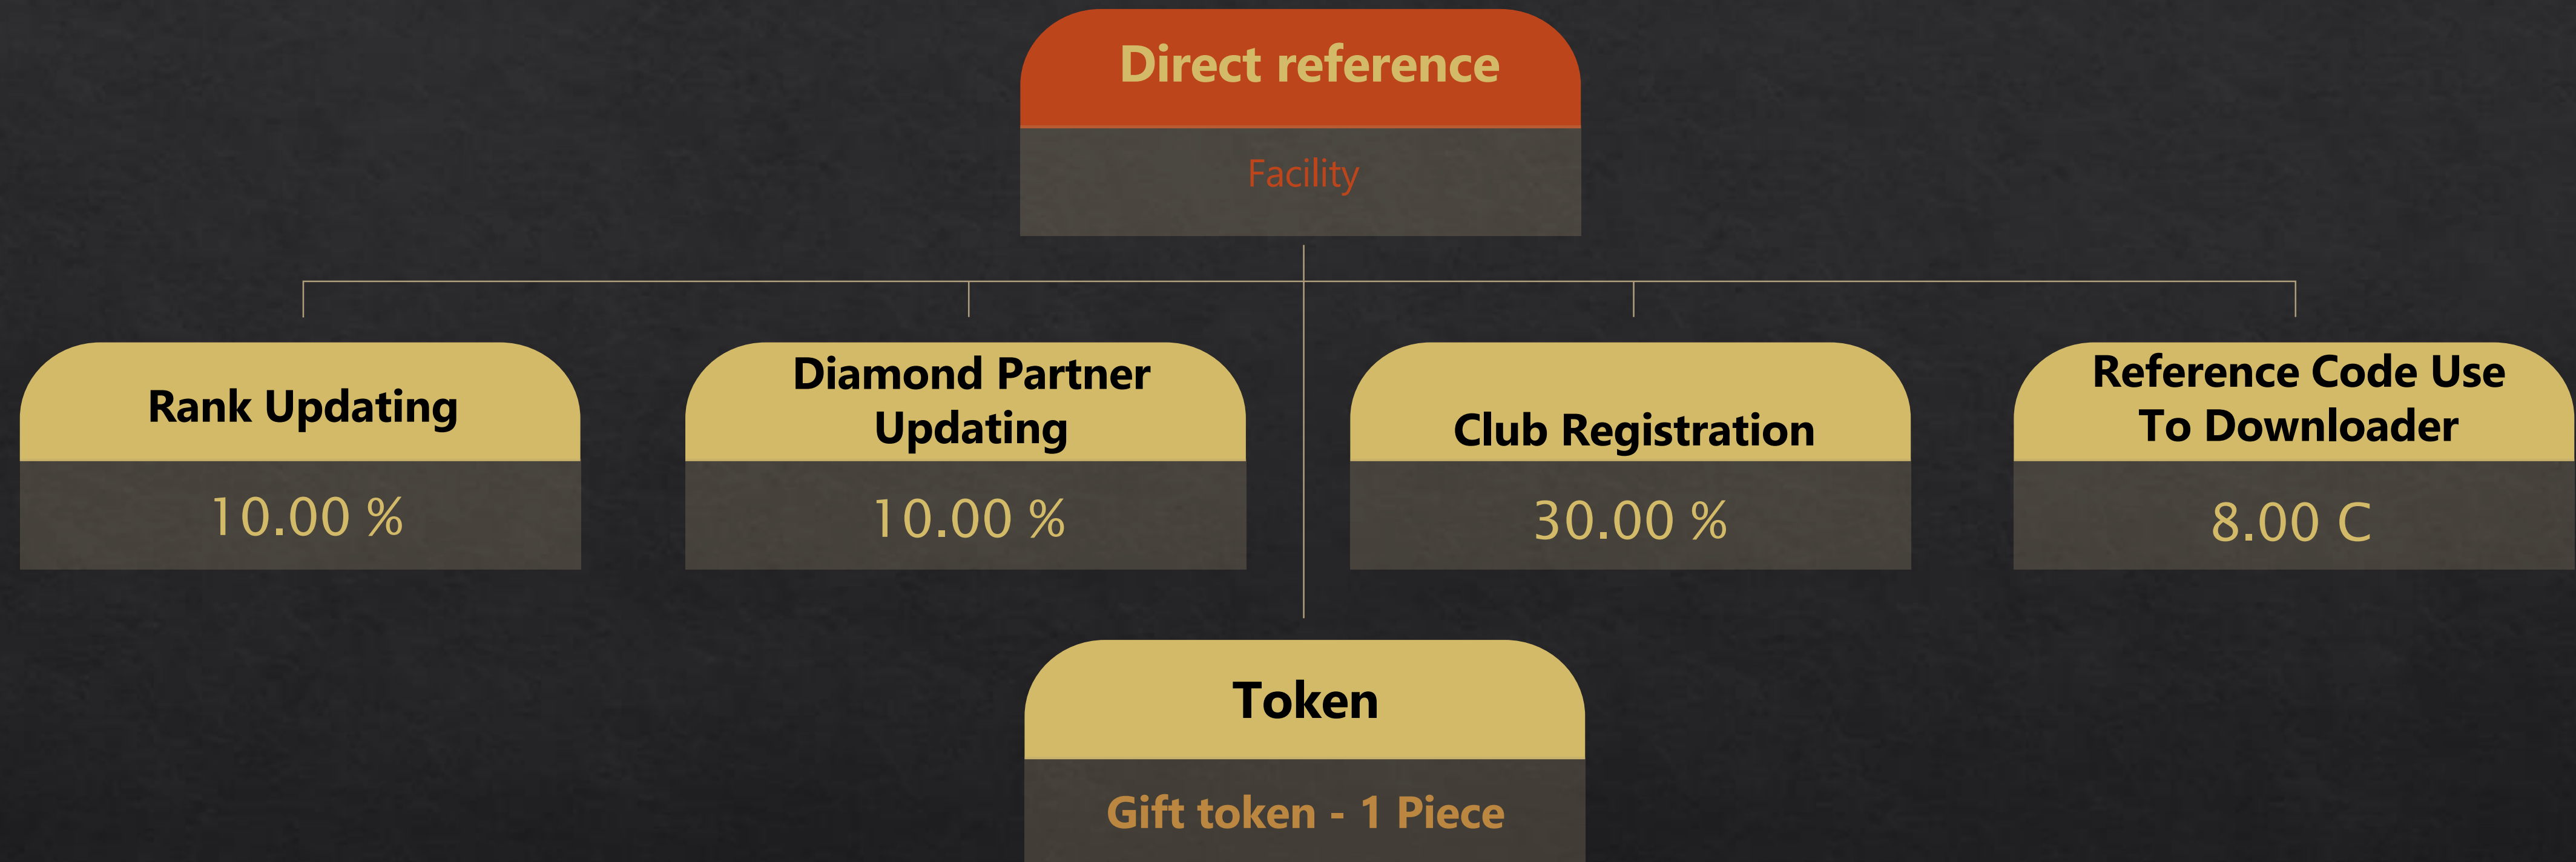 Direct reference
Facility
Rank Updating
10.00 %
Diamond Partner
Updating
10.00 %
Club Registration
30.00 %
Reference Code Use
To Downloader
8.00 C
Token
Gift token - 1 Piece